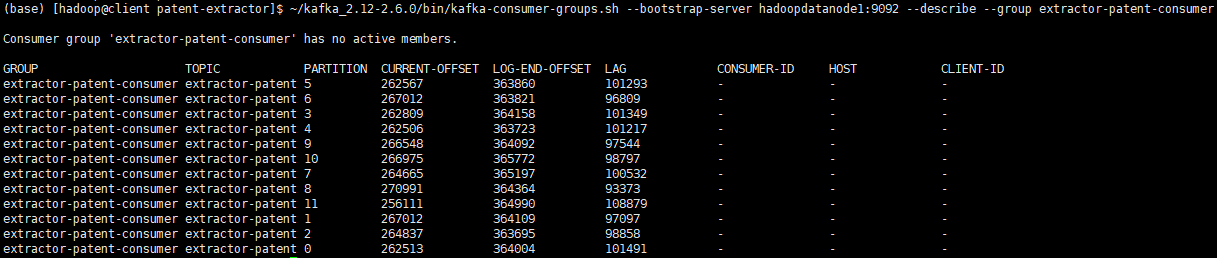 (base) [hadoop@client patent-extractor]$ ~/kafka_2.12-2.6.0/bin/kafka-consumer-groups.sh --bootstrap-server hadoopdatanode1:9092 --describe --group extractor-patent-consumer
Consumer group 'extractor-patent-consumer' has no active members.
GROUP TOPIC PARTITION CURRENT-OFFSET LOG-END-OFFSET LAG CONSUMER-ID HOST CLIENT-ID
extractor-patent-consumer extractor-patent 5 262567 363860 101293 - - -
extractor-patent-consumer extractor-patent 6 267012 363821 96809 - - -
extractor-patent-consumer extractor-patent 3 262809 364158 101349 - - -
extractor-patent-consumer extractor-patent 4 262506 363723 101217 - - -
extractor-patent-consumer extractor-patent 9 266548 364092 97544 - - -
extractor-patent-consumer extractor-patent 10 266975 365772 98797 - - -
extractor-patent-consumer extractor-patent 7 264665 365197 100532 - - -
extractor-patent-consumer extractor-patent 8 270991 364364 93373 - - -
extractor-patent-consumer extractor-patent 11 256111 364990 108879 - - -
extractor-patent-consumer extractor-patent 1 267012 364109 97097 - - -
extractor-patent-consumer extractor-patent 2 264837 363695 98858 - - -
extractor-patent-consumer extractor-patent 0 262513 364004 101491 - - -